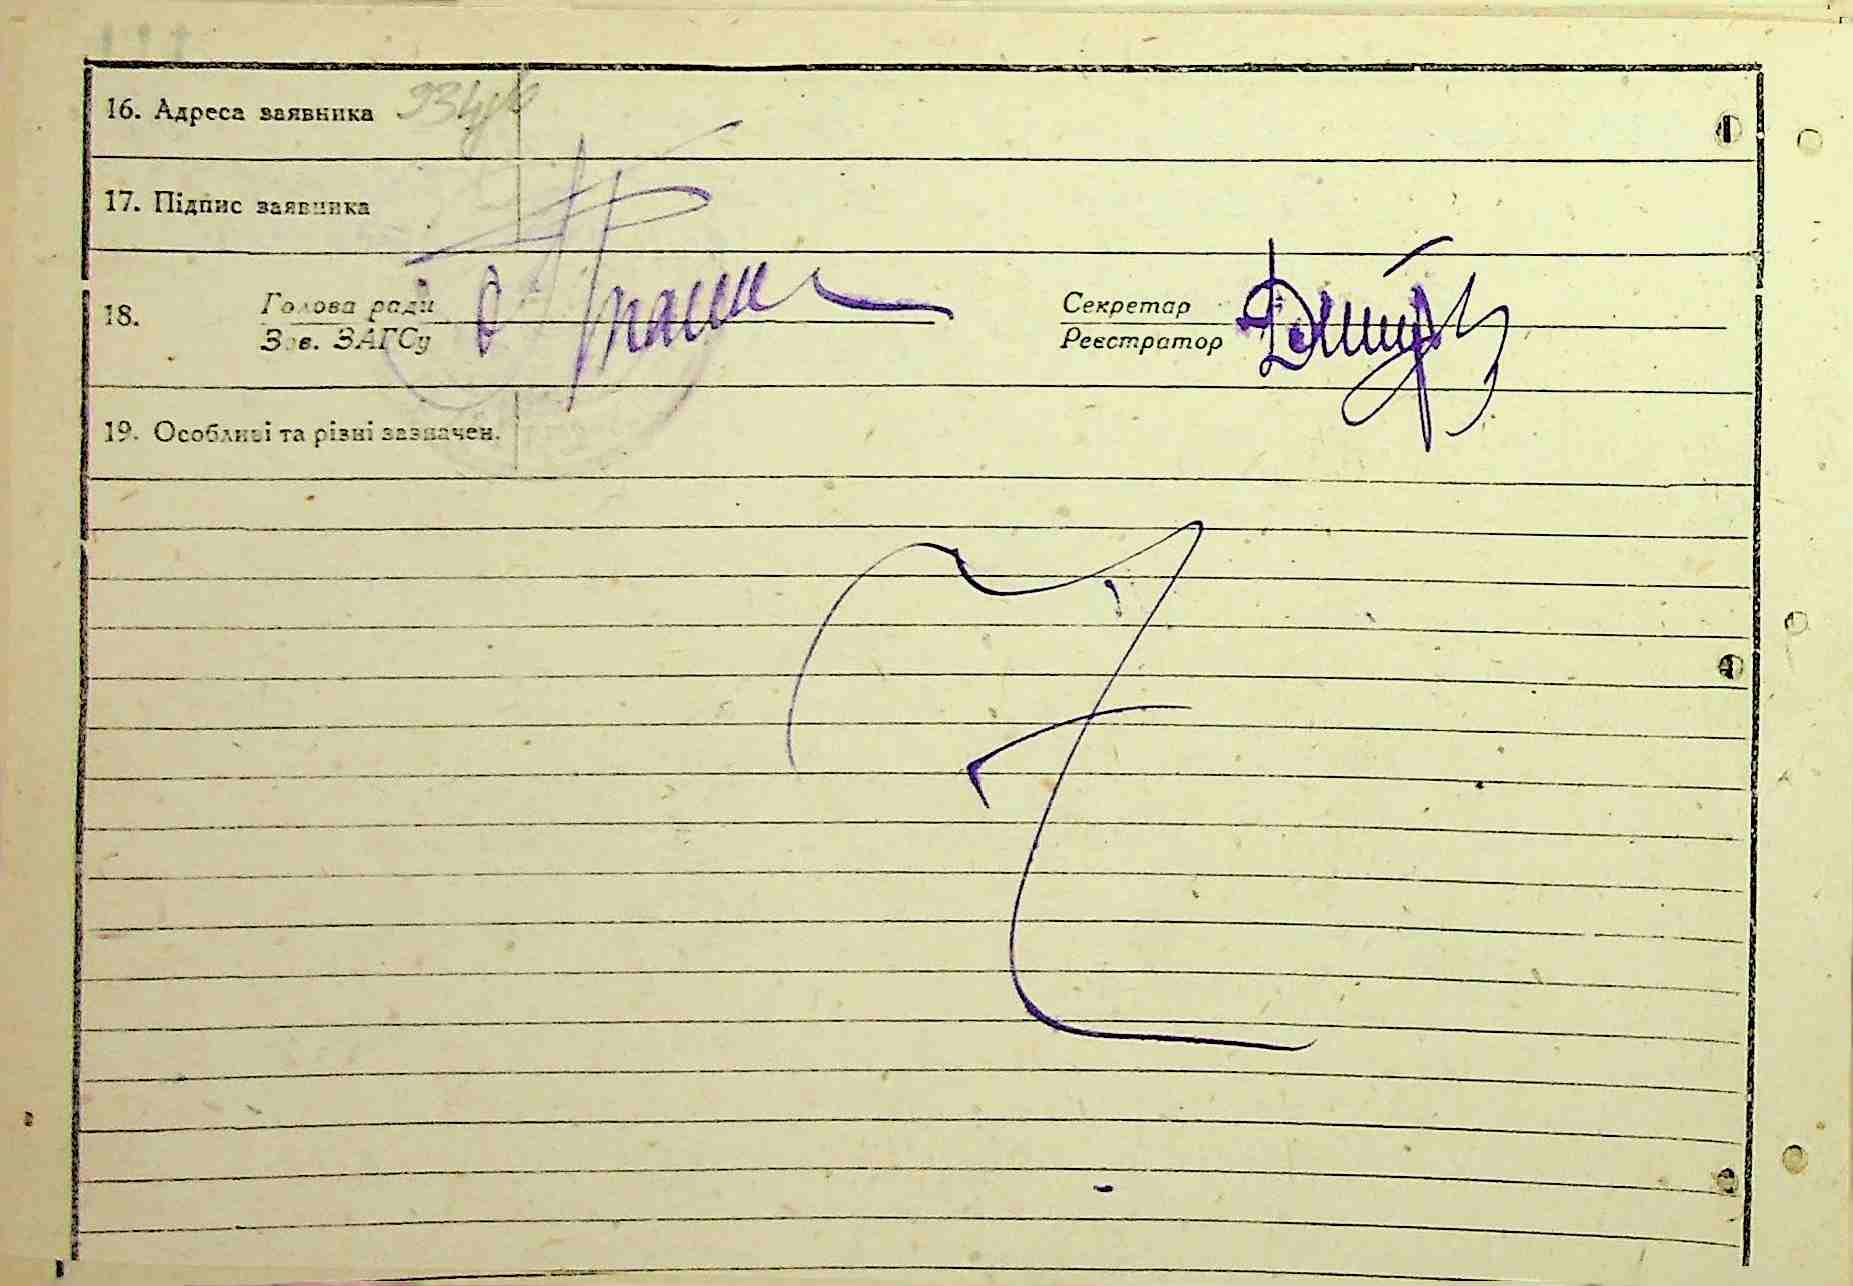 16. Адреса заявника
17. Підпис заявника
18. Голова ради Секретар
Зав. ЗАГСу Реєстратор
19. Особливі та різні зазначен.